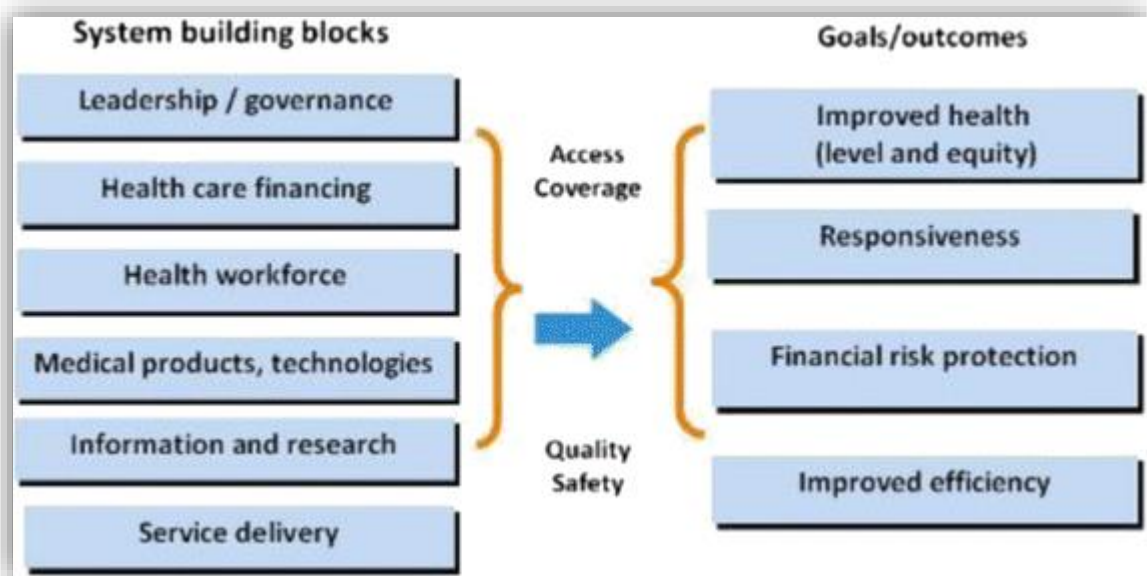 System building blocks
Leadership / governance
Health care financing
Health workforce
Medical products, technologies
Information and research
Service delivery
Access
Coverage
Quality
Safety
Goals/outcomes
Improved health
(level and equity)
Responsiveness
Financial risk protection
Improved efficiency